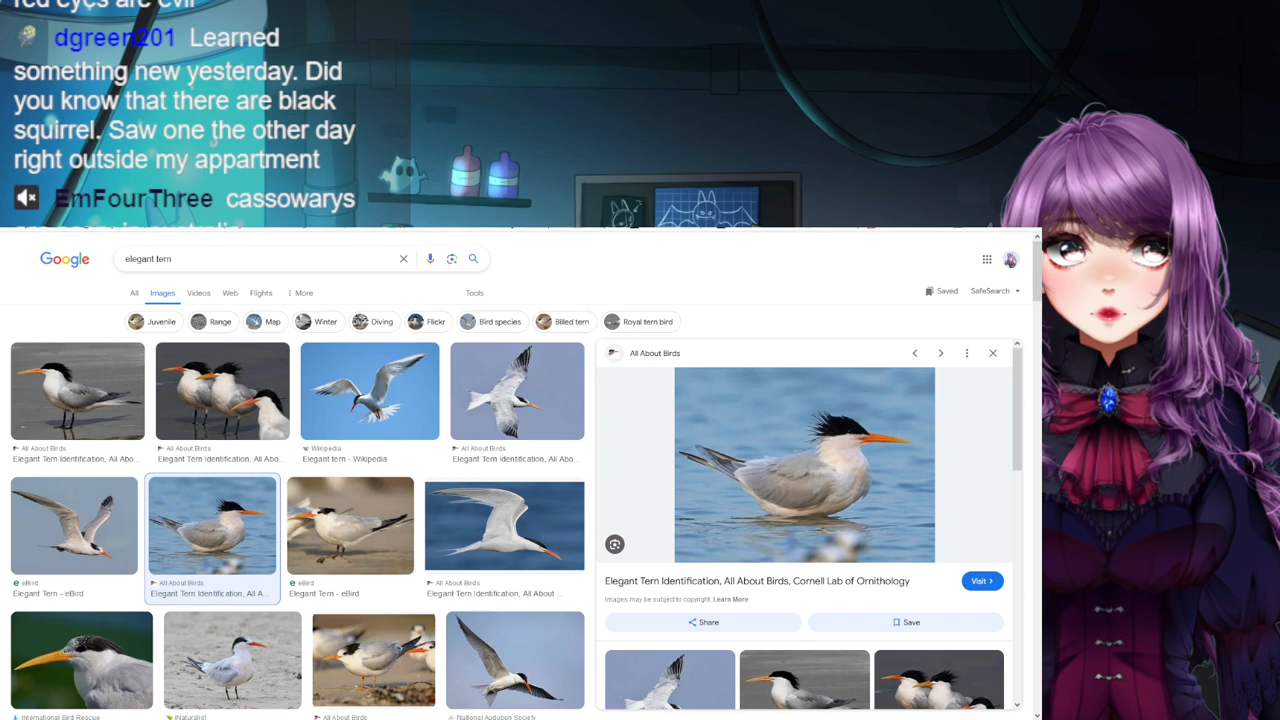 red eyes are evil
dgreen201 Learned
something new yesterday. Did
you know that there are black
squirrel. Saw one the other day
right outside my appartment
EmFourThree cassowarys
Google
elegant tern
All Images Videos Web Flights More Tools
Saved SafeSearch
Juvenile Range Map Winter Diving Flickr Bird species Billed tern Royal tern bird
All About Birds
All About Birds All About Birds Wikipedia All About Birds
Elegant Tern Identification, All Abo... Elegant Tern Identification, All Abo... Elegant tern - Wikipedia Elegant Tern Identification, All Abo...
eBird All About Birds eBird All About Birds
Elegant Tern - eBird Elegant Tern Identification, All A... Elegant Tern - eBird Elegant Tern Identification, All About ...
Elegant Tern Identification, All About Birds, Cornell Lab of Ornithology
Visit
Images may be subject to copyright. Learn More
Share Save
International Bird Rescue iNaturalist All About Birds National Audubon Society